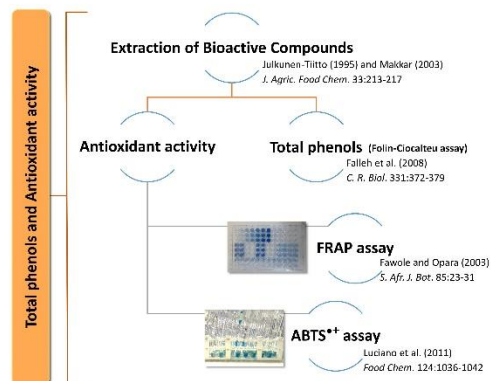 Total phenols and Antioxidant activity
Extraction of Bioactive Compounds
Julkunen-Tiitto (1995) and Makkar (2003)
J. Agric. Food Chem. 33:213-217
Antioxidant activity
Total phenols (Folin-Ciocalteu assay)
Falleh et al. (2008)
C. R. Biol. 331:372-379
FRAP assay
Fawole and Opara (2003)
S. Afr. J. Bot. 85:23-31
ABTS•+ assay
Luciano et al. (2011)
Food Chem. 124:1036-1042